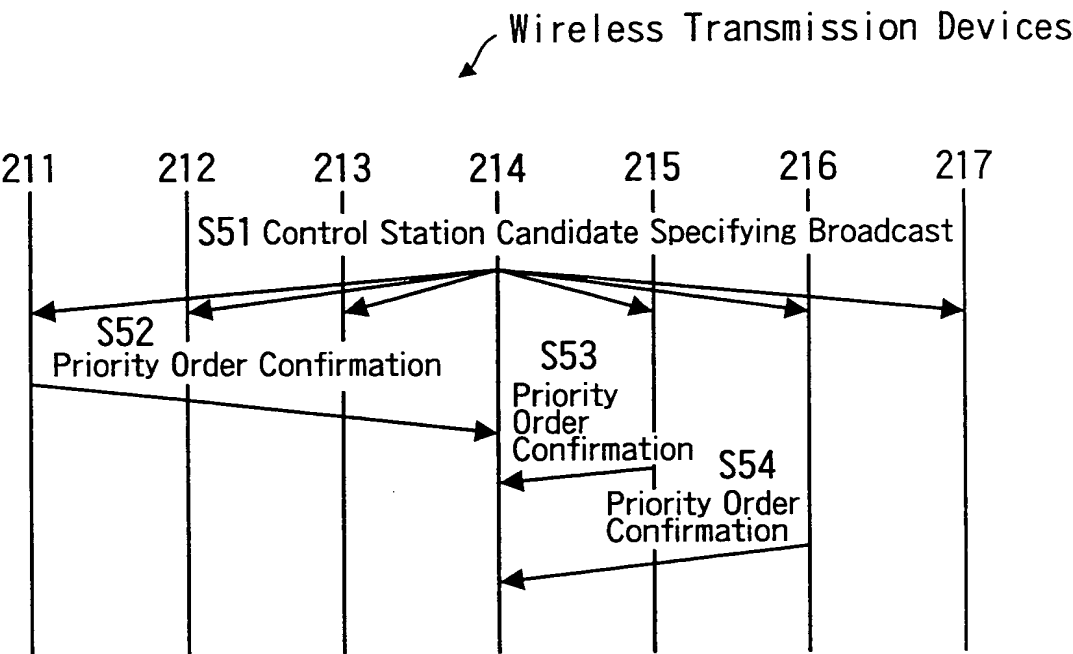 Wireless Transmission Devices
211 212 213 214 215 216 217
S51 Control Station Candidate Specifying Broadcast
S52
Priority Order Confirmation
S53
Priority
Order
Confirmation
S54
Priority Order
Confirmation